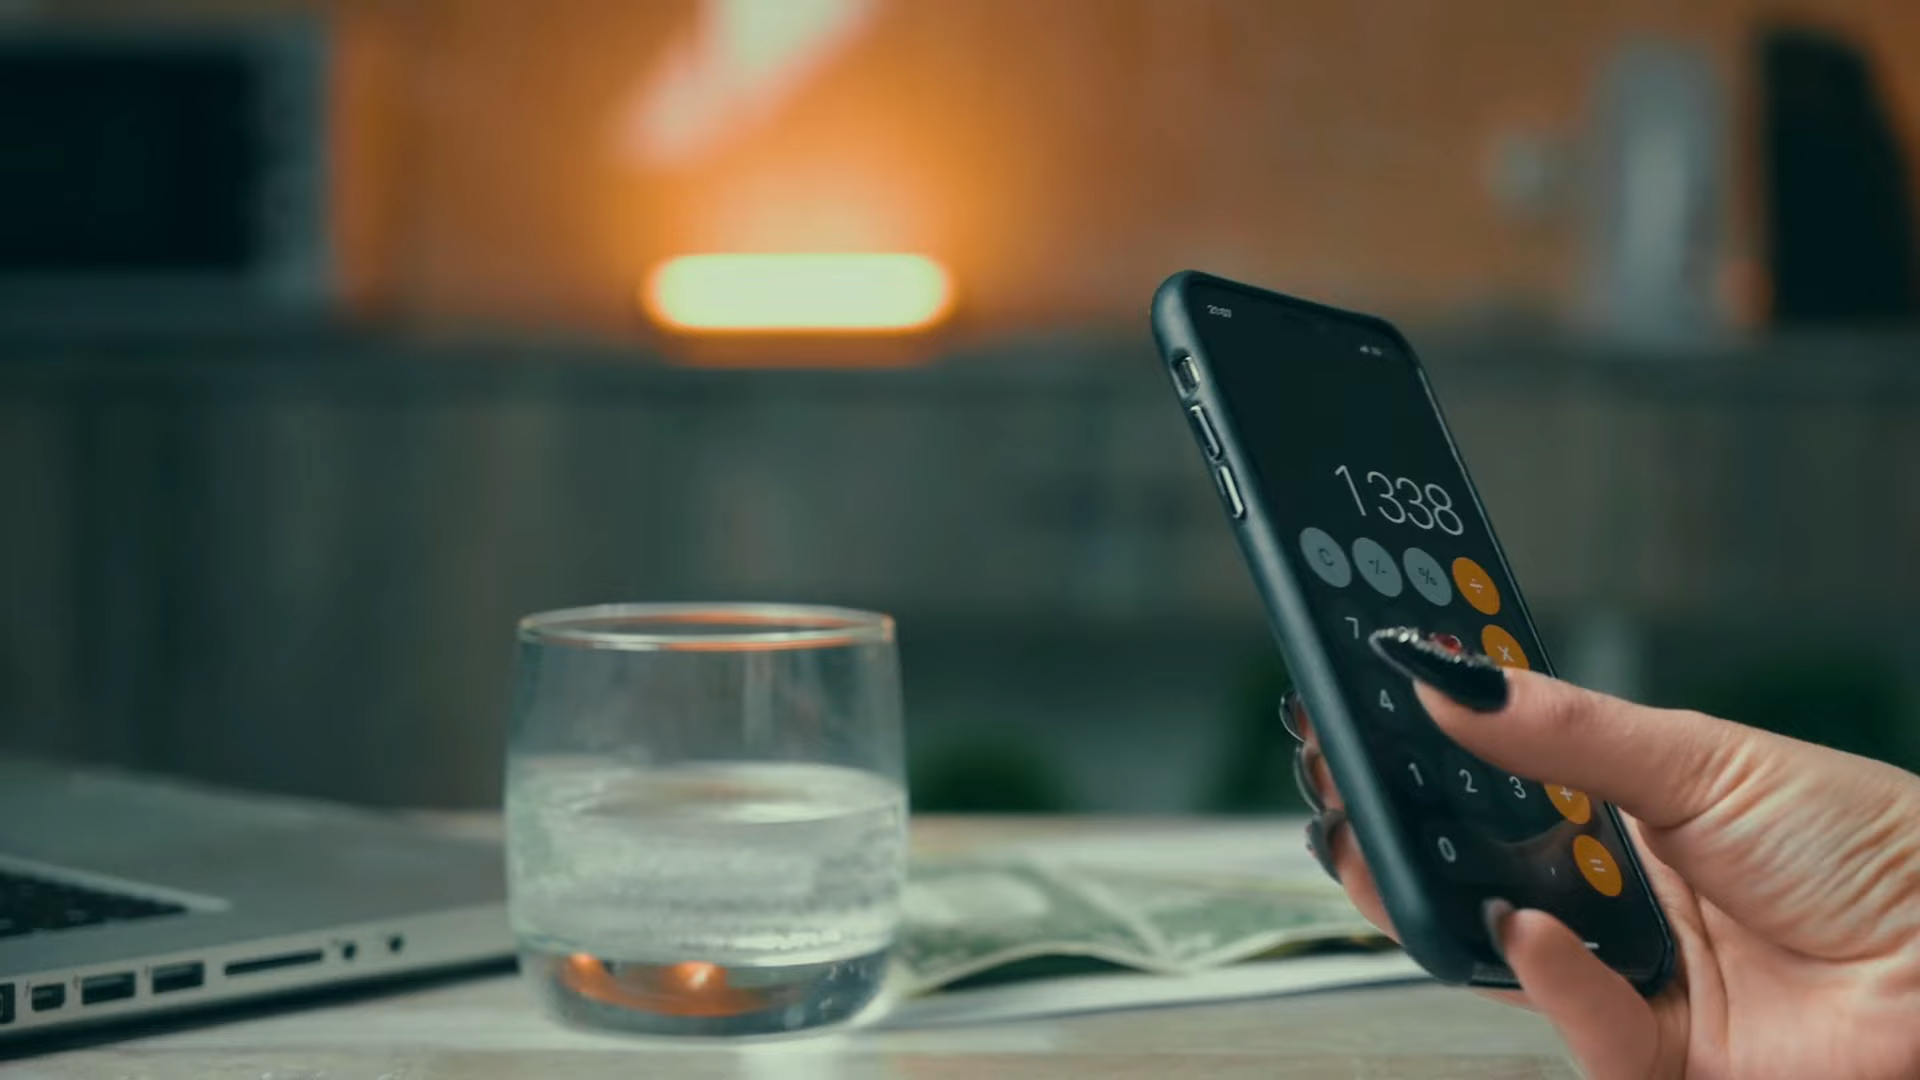 1338
C +/- % ÷
7 ×
4
1 2 3 +
0 , =